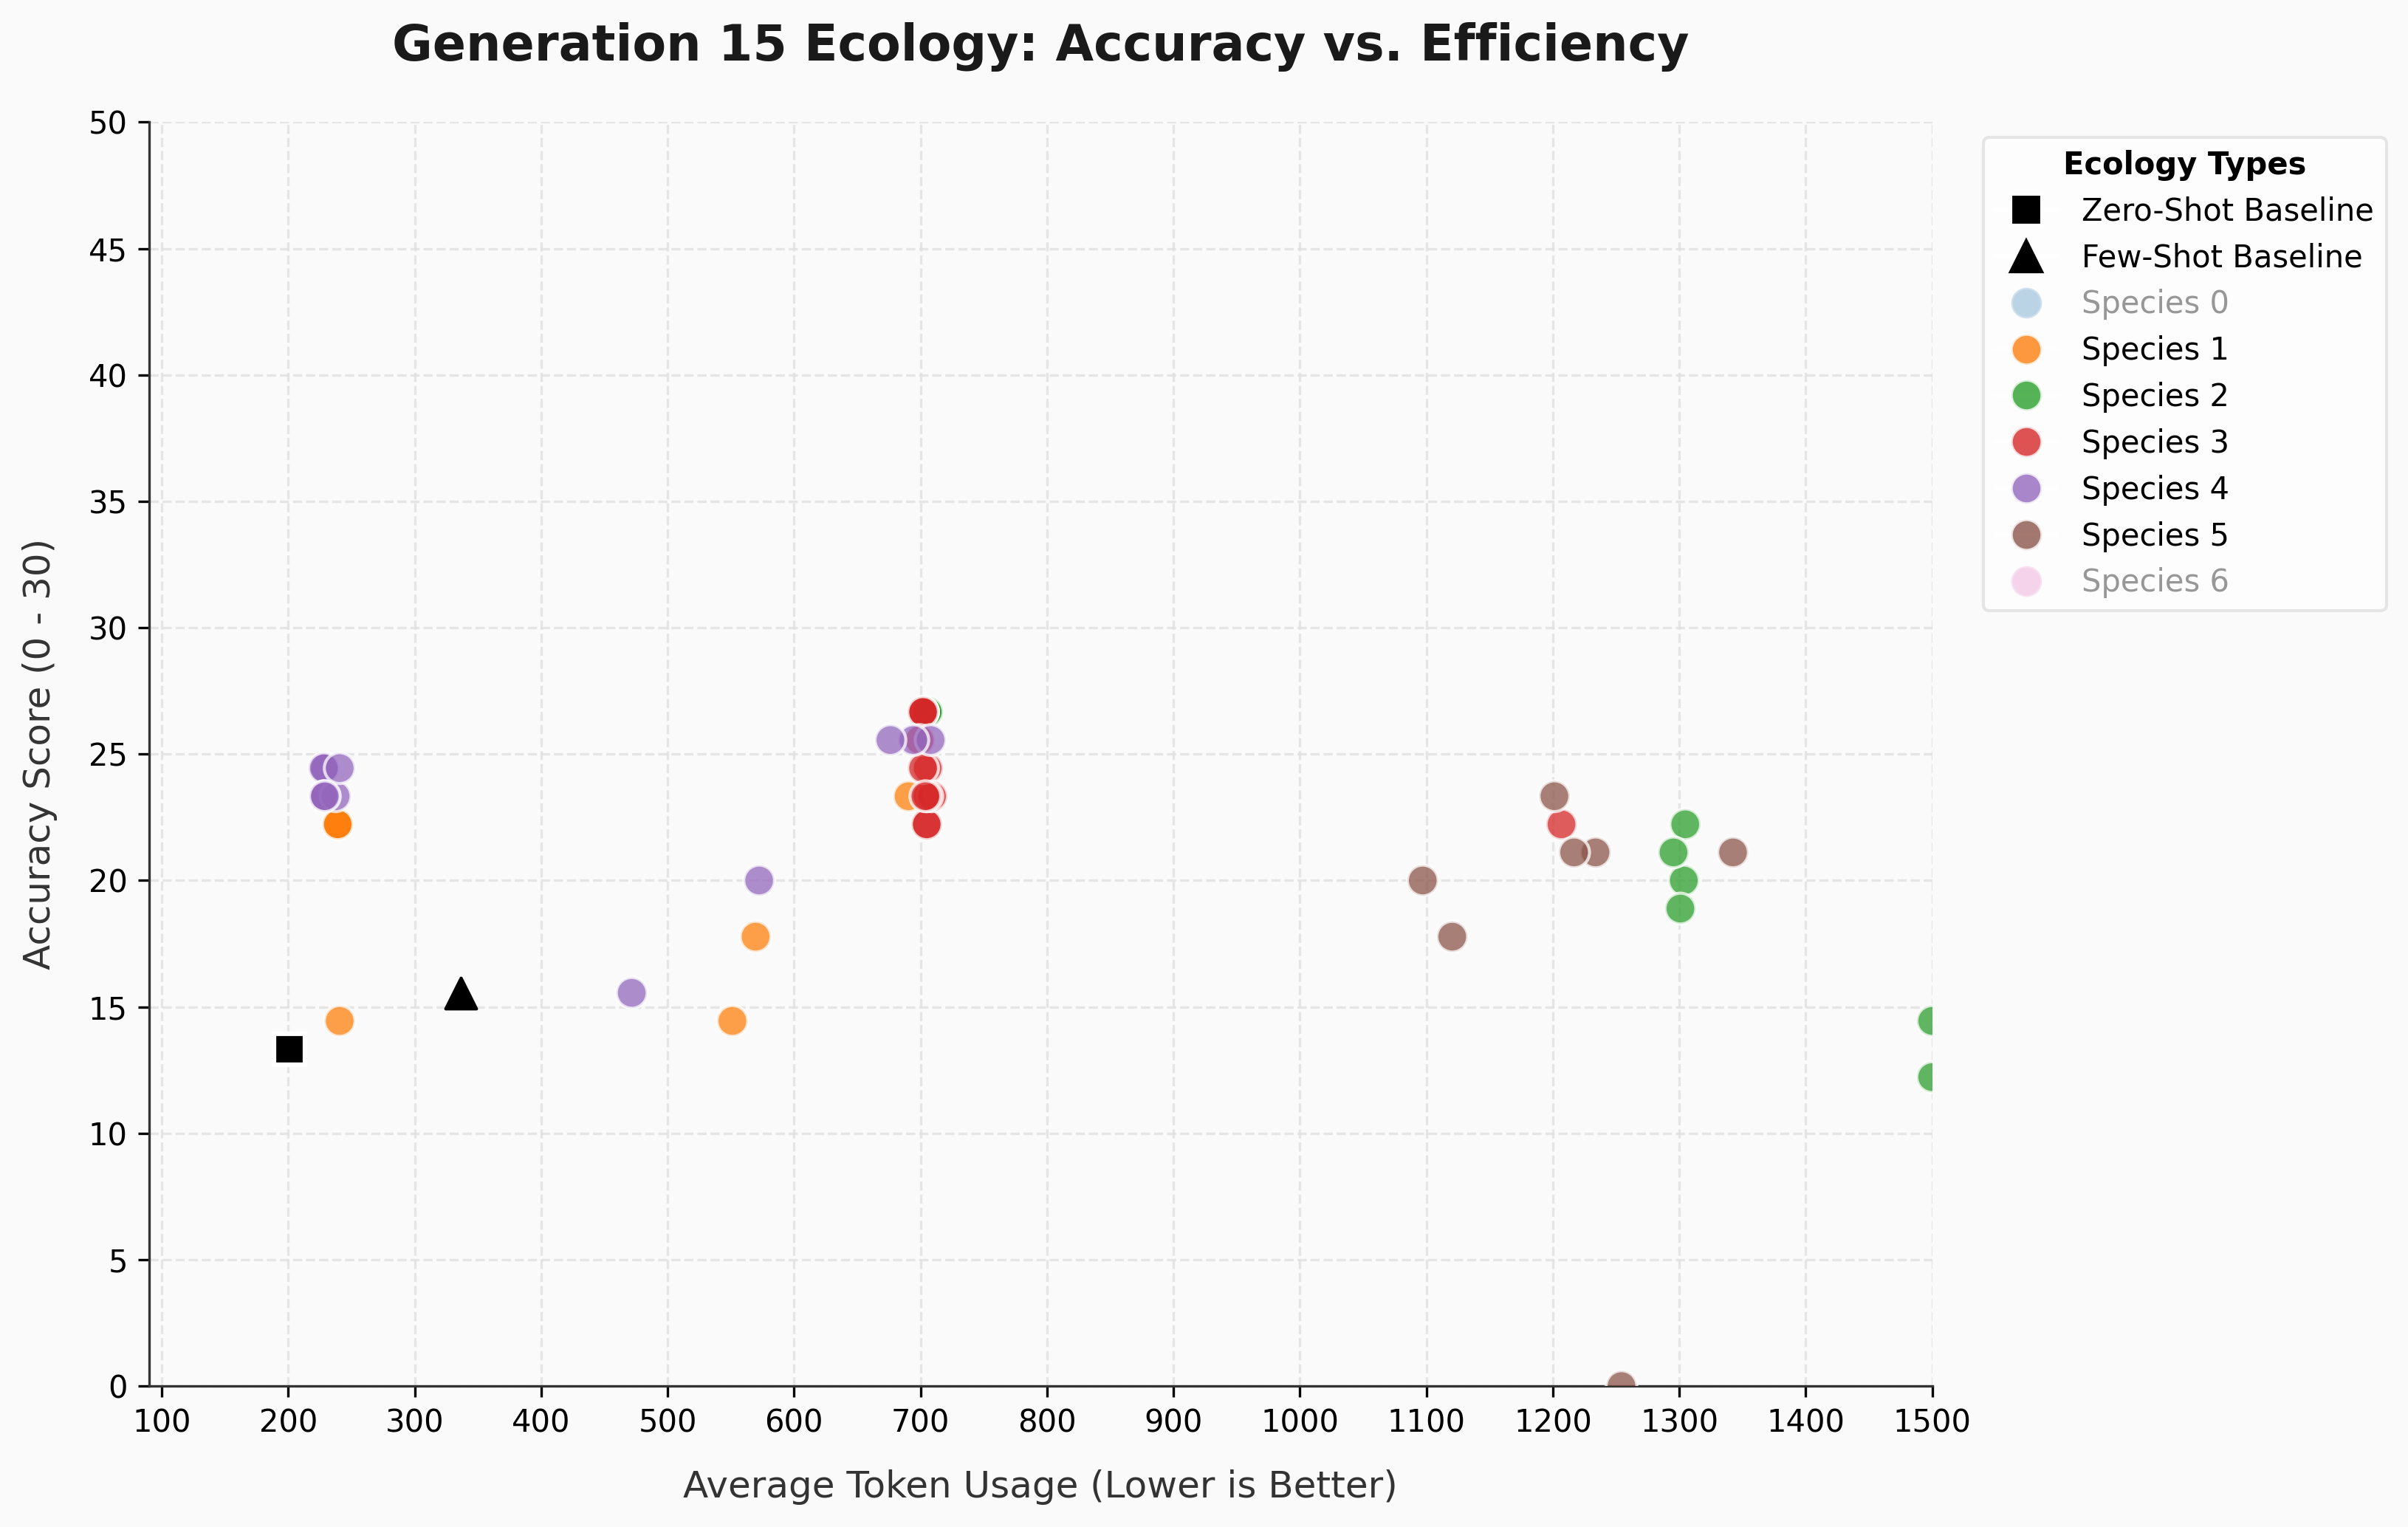 Generation 15 Ecology: Accuracy vs. Efficiency
50
45
40
35
30
25
20
15
10
5
0
Accuracy Score (0 - 30)
100 200 300 400 500 600 700 800 900 1000 1100 1200 1300 1400 1500
Average Token Usage (Lower is Better)
Ecology Types
Zero-Shot Baseline
Few-Shot Baseline
Species 0
Species 1
Species 2
Species 3
Species 4
Species 5
Species 6